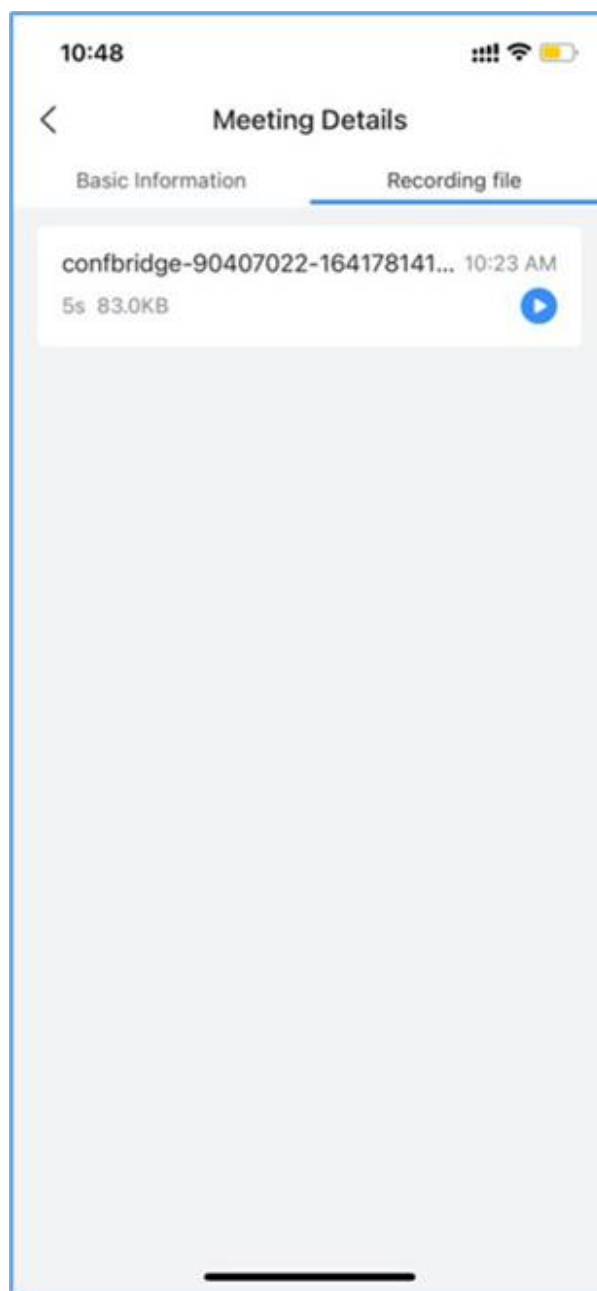 10:48
Meeting Details
Basic Information Recording file
confbridge-90407022-164178141... 10:23 AM
5s 83.0KB